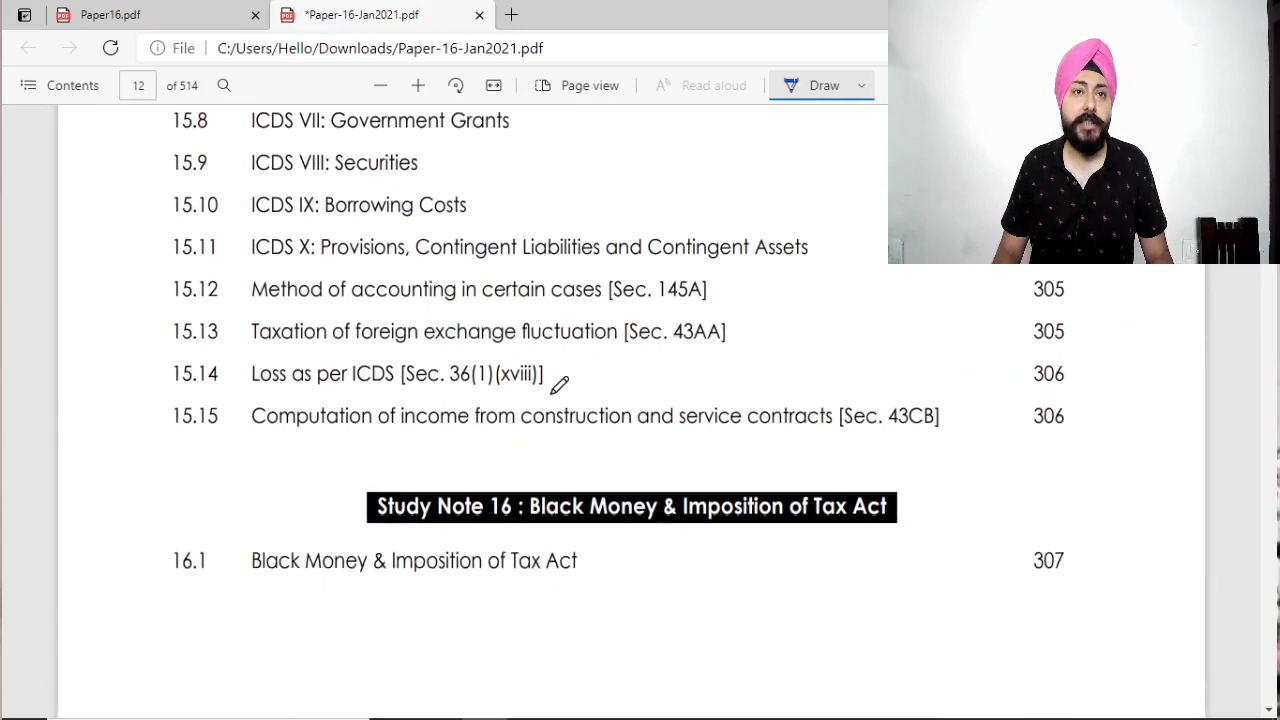 Paper16.pdf
*Paper-16-Jan2021.pdf
File C:/Users/Hello/Downloads/Paper-16-Jan2021.pdf
Contents 12 of 514 Page view Read aloud Draw
15.8 ICDS VII: Government Grants
15.9 ICDS VIII: Securities
15.10 ICDS IX: Borrowing Costs
15.11 ICDS X: Provisions, Contingent Liabilities and Contingent Assets
15.12 Method of accounting in certain cases [Sec. 145A] 305
15.13 Taxation of foreign exchange fluctuation [Sec. 43AA] 305
15.14 Loss as per ICDS [Sec. 36(1)(xviii)] 306
15.15 Computation of income from construction and service contracts [Sec. 43CB] 306
Study Note 16 : Black Money & Imposition of Tax Act
16.1 Black Money & Imposition of Tax Act 307